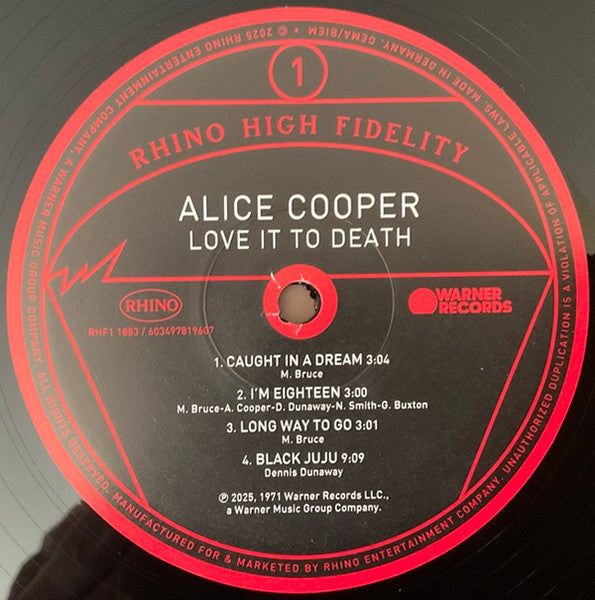 1
RHINO HIGH FIDELITY
ALICE COOPER
LOVE IT TO DEATH
RHINO
WARNER
RECORDS
RHF1 1883 / 603497819607
1. CAUGHT IN A DREAM 3:04
M. Bruce
2. I'M EIGHTEEN 3:00
M. Bruce-A. Cooper-D. Dunaway-N. Smith-G. Buxton
3. LONG WAY TO GO 3:01
M. Bruce
4. BLACK JUJU 9:09
Dennis Dunaway
℗ 2025, 1971 Warner Records LLC.,
a Warner Music Group Company.
© 2025 RHINO ENTERTAINMENT COMPANY, A WARNER MUSIC GROUP COMPANY. ALL RIGHTS RESERVED. MANUFACTURED FOR & MARKETED BY RHINO ENTERTAINMENT COMPANY. UNAUTHORIZED DUPLICATION IS A VIOLATION OF APPLICABLE LAWS. MADE IN GERMANY. GEMA/BIEM